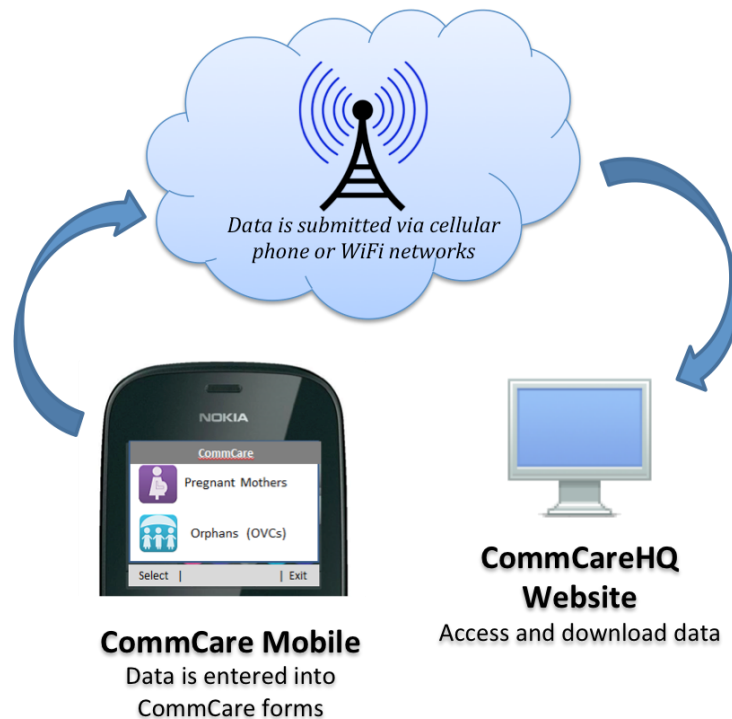 Data is submitted via cellular
phone or WiFi networks
NOKIA
CommCare
Pregnant Mothers
Orphans (OVCs)
Select | | Exit
CommCare Mobile
Data is entered into
CommCare forms
CommCareHQ
Website
Access and download data